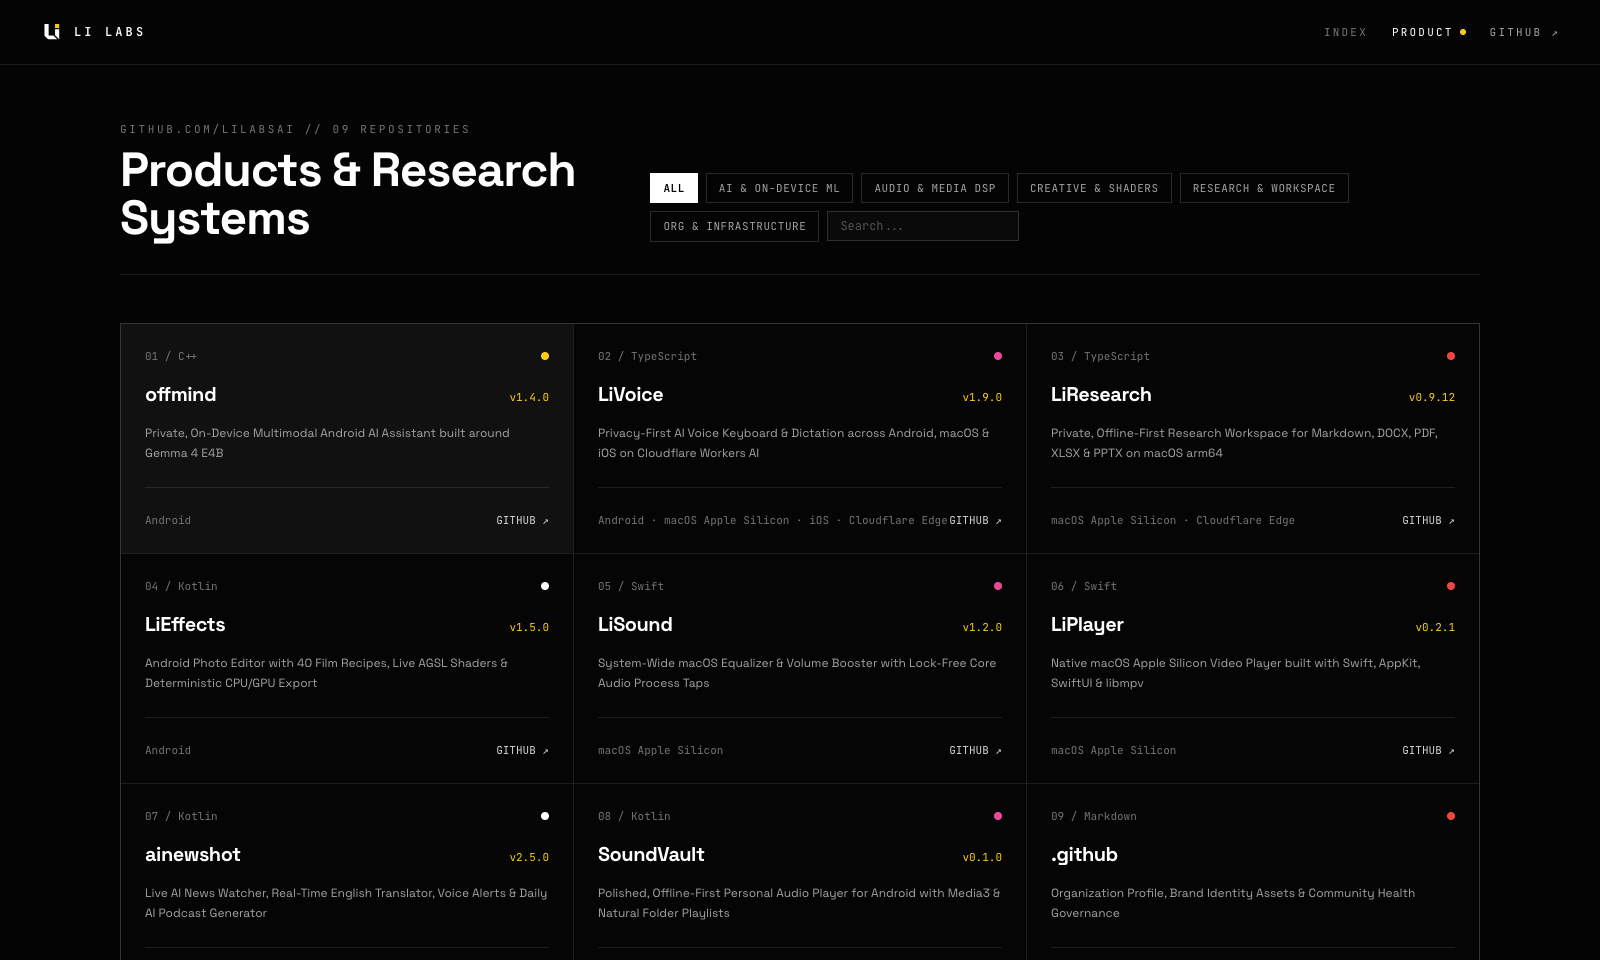 LI LABS
INDEX
PRODUCT
GITHUB ↗
GITHUB.COM/LILABSAI // 09 REPOSITORIES
Products & Research
Systems
ALL
AI & ON-DEVICE ML
AUDIO & MEDIA DSP
CREATIVE & SHADERS
RESEARCH & WORKSPACE
ORG & INFRASTRUCTURE
Search...
01 / C++
offmind
v1.4.0
Private, On-Device Multimodal Android AI Assistant built around
Gemma 4 E4B
Android
GITHUB ↗
02 / TypeScript
LiVoice
v1.9.0
Privacy-First AI Voice Keyboard & Dictation across Android, macOS &
iOS on Cloudflare Workers AI
Android · macOS Apple Silicon · iOS · Cloudflare Edge
GITHUB ↗
03 / TypeScript
LiResearch
v0.9.12
Private, Offline-First Research Workspace for Markdown, DOCX, PDF,
XLSX & PPTX on macOS arm64
macOS Apple Silicon · Cloudflare Edge
GITHUB ↗
04 / Kotlin
LiEffects
v1.5.0
Android Photo Editor with 40 Film Recipes, Live AGSL Shaders &
Deterministic CPU/GPU Export
Android
GITHUB ↗
05 / Swift
LiSound
v1.2.0
System-Wide macOS Equalizer & Volume Booster with Lock-Free Core
Audio Process Taps
macOS Apple Silicon
GITHUB ↗
06 / Swift
LiPlayer
v0.2.1
Native macOS Apple Silicon Video Player built with Swift, AppKit,
SwiftUI & libmpv
macOS Apple Silicon
GITHUB ↗
07 / Kotlin
ainewshot
v2.5.0
Live AI News Watcher, Real-Time English Translator, Voice Alerts & Daily
AI Podcast Generator
08 / Kotlin
SoundVault
v0.1.0
Polished, Offline-First Personal Audio Player for Android with Media3 &
Natural Folder Playlists
09 / Markdown
.github
Organization Profile, Brand Identity Assets & Community Health
Governance